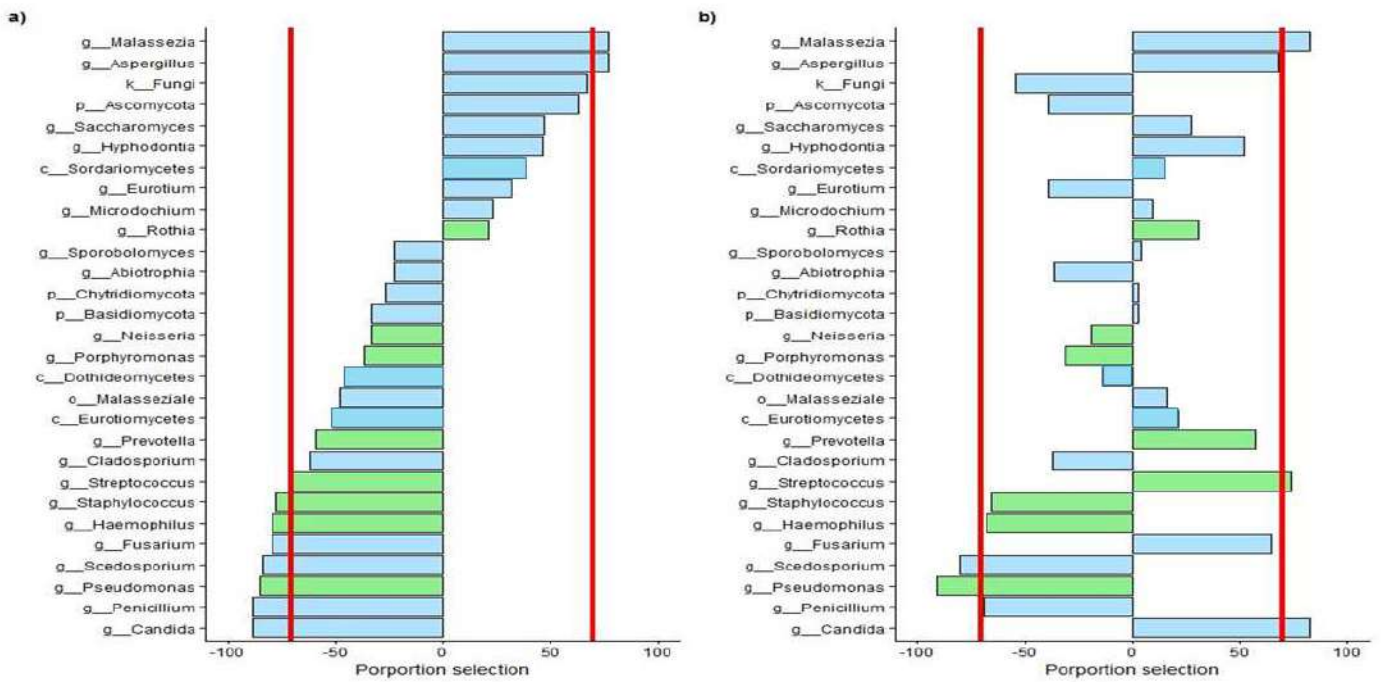 a)
g__Malassezia
g__Aspergillus
k__Fungi
p__Ascomycota
g__Saccharomyces
g__Hyphodontia
c__Sordariomycetes
g__Eurotium
g__Microdochium
g__Rothia
g__Sporobolomyces
g__Abiotrophia
p__Chytridiomycota
p__Basidiomycota
g__Neisseria
g__Porphyromonas
c__Dothideomycetes
o__Malasseziale
c__Eurotiomycetes
g__Prevotella
g__Cladosporium
g__Streptococcus
g__Staphylococcus
g__Haemophilus
g__Fusarium
g__Scedosporium
g__Pseudomonas
g__Penicillium
g__Candida
-100 -50 0 50 100
Porportion selection
b)
g__Malassezia
g__Aspergillus
k__Fungi
p__Ascomycota
g__Saccharomyces
g__Hyphodontia
c__Sordariomycetes
g__Eurotium
g__Microdochium
g__Rothia
g__Sporobolomyces
g__Abiotrophia
p__Chytridiomycota
p__Basidiomycota
g__Neisseria
g__Porphyromonas
c__Dothideomycetes
o__Malasseziale
c__Eurotiomycetes
g__Prevotella
g__Cladosporium
g__Streptococcus
g__Staphylococcus
g__Haemophilus
g__Fusarium
g__Scedosporium
g__Pseudomonas
g__Penicillium
g__Candida
-100 -50 0 50 100
Porportion selection